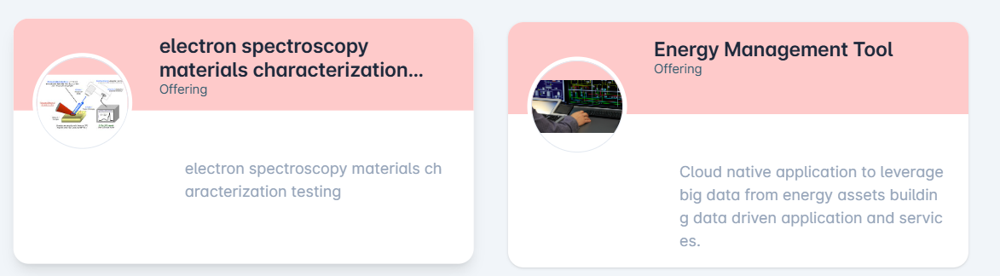 electron spectroscopy
materials characterization...
Offering
electron spectroscopy materials ch
aracterization testing
Energy Management Tool
Offering
Cloud native application to leverage
big data from energy assets buildin
g data driven application and servic
es.